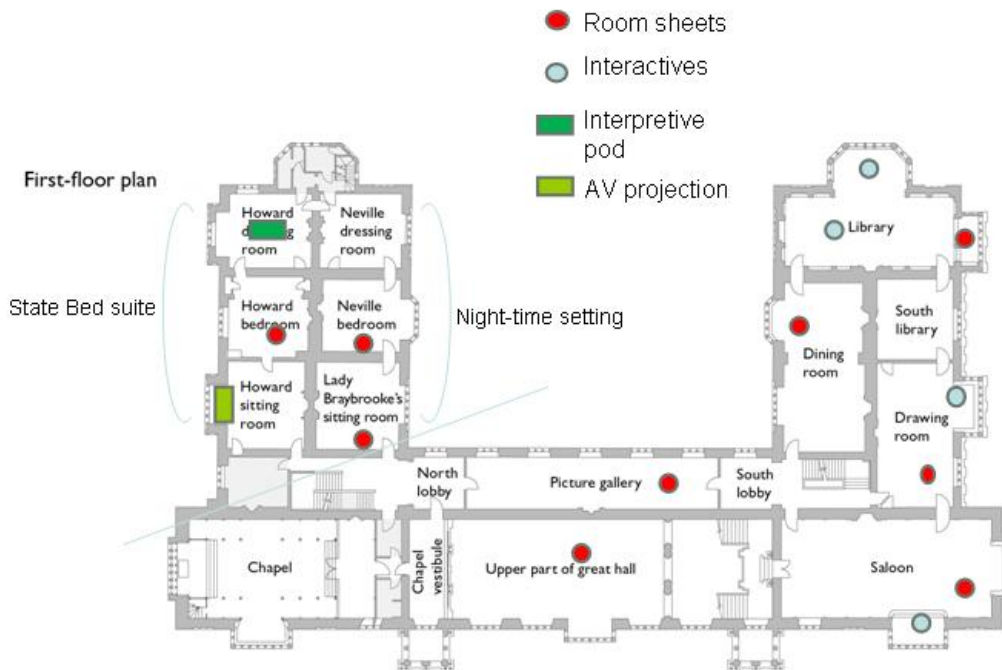 Room sheets
Interactives
Interpretive
pod
AV projection
First-floor plan
Howard
dressing
room
Neville
dressing
room
Library
State Bed suite
Howard
bedroom
Neville
bedroom
Night-time setting
South
library
Dining
room
Howard
sitting
room
Lady
Braybrooke's
sitting room
Drawing
room
North
lobby
Picture gallery
South
lobby
Chapel
Chapel
vestibule
Upper part of great hall
Saloon